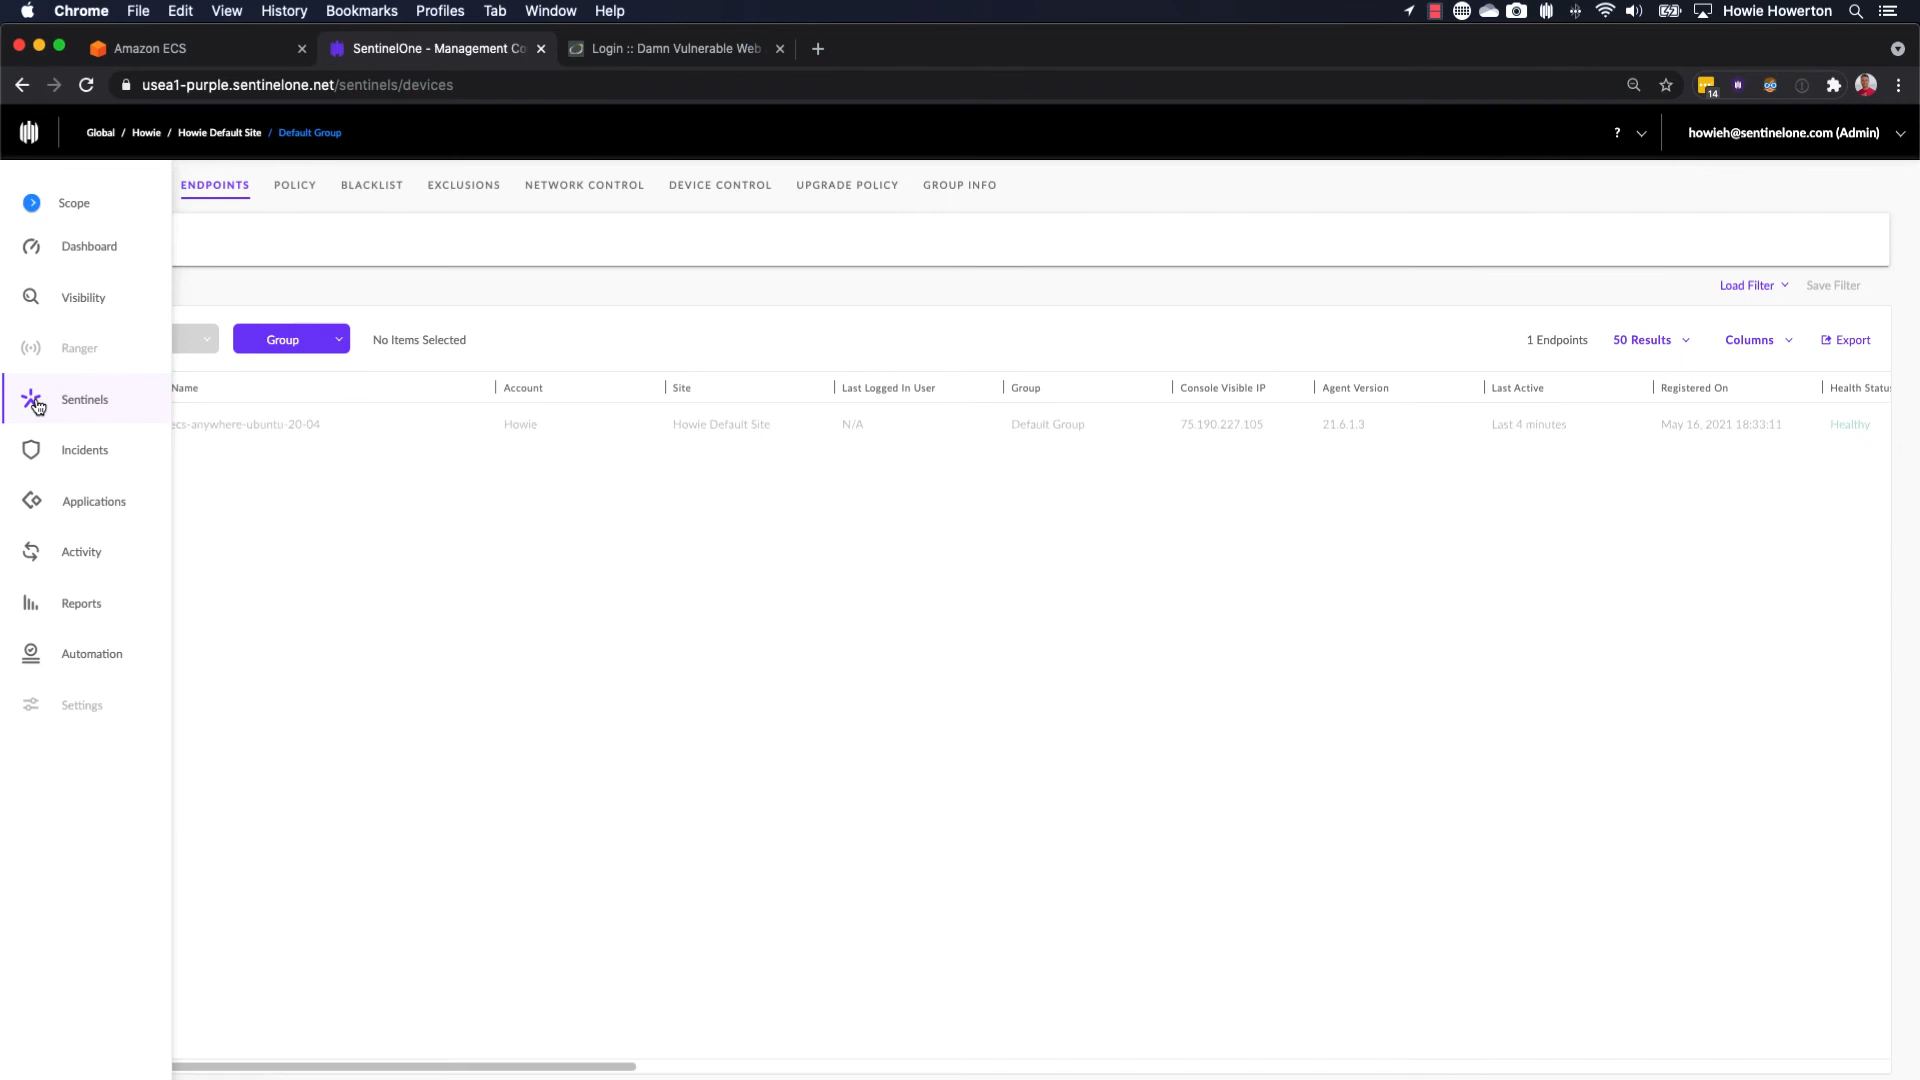 Chrome File Edit View History Bookmarks Profiles Tab Window Help Howie Howerton
Amazon ECS
SentinelOne - Management Co
Login :: Damn Vulnerable Web
usea1-purple.sentinelone.net/sentinels/devices
14
Global / Howie / Howie Default Site / Default Group
?
howieh@sentinelone.com (Admin)
ENDPOINTS POLICY BLACKLIST EXCLUSIONS NETWORK CONTROL DEVICE CONTROL UPGRADE POLICY GROUP INFO
Scope
Dashboard
Visibility
Ranger
Sentinels
Incidents
Applications
Activity
Reports
Automation
Settings
Load Filter Save Filter
Group No Items Selected 1 Endpoints 50 Results Columns Export
Name Account Site Last Logged In User Group Console Visible IP Agent Version Last Active Registered On Health Status
ecs-anywhere-ubuntu-20-04 Howie Howie Default Site N/A Default Group 75.190.227.105 21.6.1.3 Last 4 minutes May 16, 2021 18:33:11 Healthy